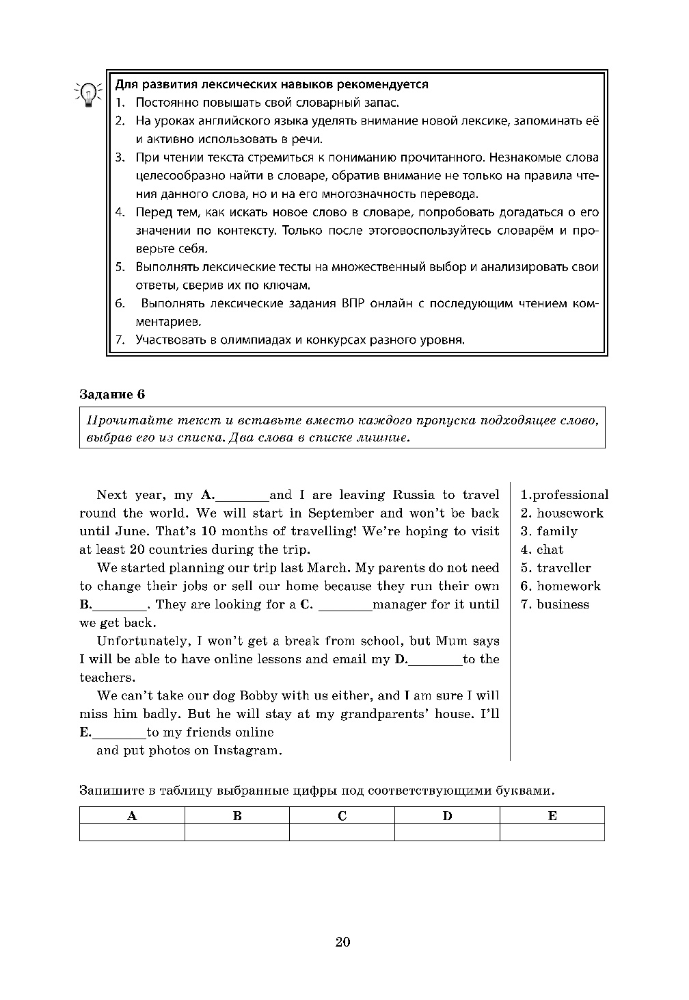 Для развития лексических навыков рекомендуется
1. Постоянно повышать свой словарный запас.
2. На уроках английского языка уделять внимание новой лексике, запоминать её
и активно использовать в речи.
3. При чтении текста стремиться к пониманию прочитанного. Незнакомые слова
целесообразно найти в словаре, обратив внимание не только на правила чте-
ния данного слова, но и на его многозначность перевода.
4. Перед тем, как искать новое слово в словаре, попробовать догадаться о его
значении по контексту. Только после этоговоспользуйтесь словарём и про-
верьте себя.
5. Выполнять лексические тесты на множественный выбор и анализировать свои
ответы, сверив их по ключам.
6. Выполнять лексические задания ВПР онлайн с последующим чтением ком-
ментариев.
7. Участвовать в олимпиадах и конкурсах разного уровня.
Задание 6
Прочитайте текст и вставьте вместо каждого пропуска подходящее слово,
выбрав его из списка. Два слова в списке лишние.
Next year, my A.________and I are leaving Russia to travel
round the world. We will start in September and won't be back
until June. That's 10 months of travelling! We're hoping to visit
at least 20 countries during the trip.
We started planning our trip last March. My parents do not need
to change their jobs or sell our home because they run their own
B.________. They are looking for a C. ________manager for it until
we get back.
Unfortunately, I won't get a break from school, but Mum says
I will be able to have online lessons and email my D.________to the
teachers.
We can't take our dog Bobby with us either, and I am sure I will
miss him badly. But he will stay at my grandparents' house. I'll
E.________to my friends online
and put photos on Instagram.
1.professional
2. housework
3. family
4. chat
5. traveller
6. homework
7. business
Запишите в таблицу выбранные цифры под соответствующими буквами.
A B C D E
20